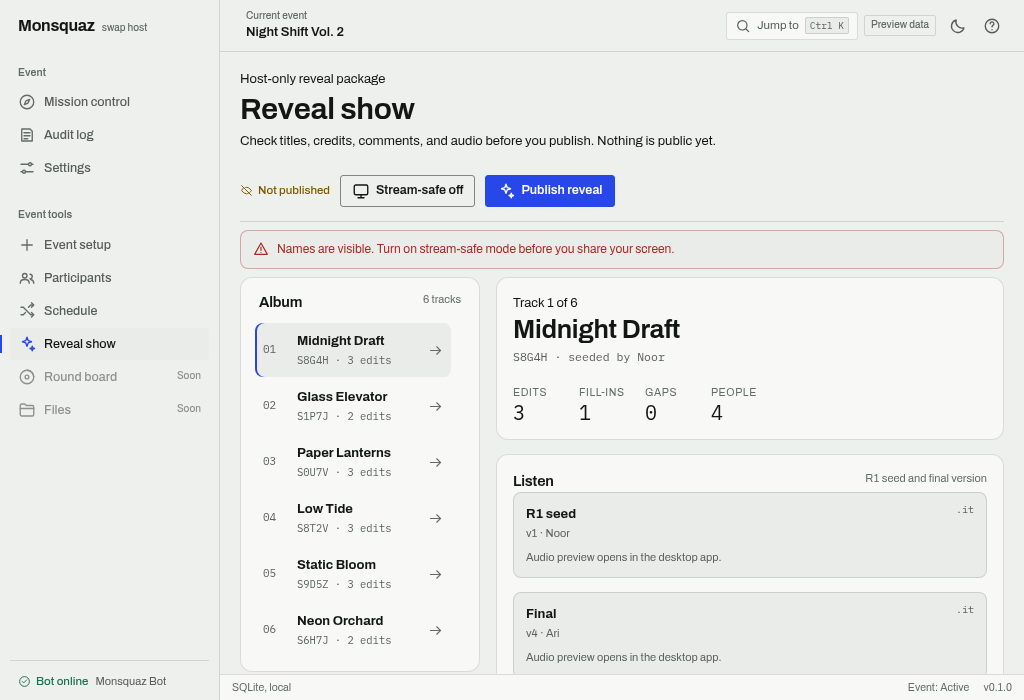 Monsquaz swap host
Event
Mission control
Audit log
Settings
Event tools
Event setup
Participants
Schedule
Reveal show
Round board Soon
Files Soon
Bot online Monsquaz Bot
Current event
Night Shift Vol. 2
Jump to Ctrl K
Preview data
Host-only reveal package
Reveal show
Check titles, credits, comments, and audio before you publish. Nothing is public yet.
Not published
Stream-safe off
Publish reveal
Names are visible. Turn on stream-safe mode before you share your screen.
Album 6 tracks
01 Midnight Draft
S8G4H · 3 edits
02 Glass Elevator
S1P7J · 2 edits
03 Paper Lanterns
S0U7V · 3 edits
04 Low Tide
S8T2V · 3 edits
05 Static Bloom
S9D5Z · 3 edits
06 Neon Orchard
S6H7J · 2 edits
Track 1 of 6
Midnight Draft
S8G4H · seeded by Noor
EDITS FILL-INS GAPS PEOPLE
3 1 0 4
Listen R1 seed and final version
R1 seed .it
v1 · Noor
Audio preview opens in the desktop app.
Final .it
v4 · Ari
Audio preview opens in the desktop app.
SQLite, local
Event: Active v0.1.0